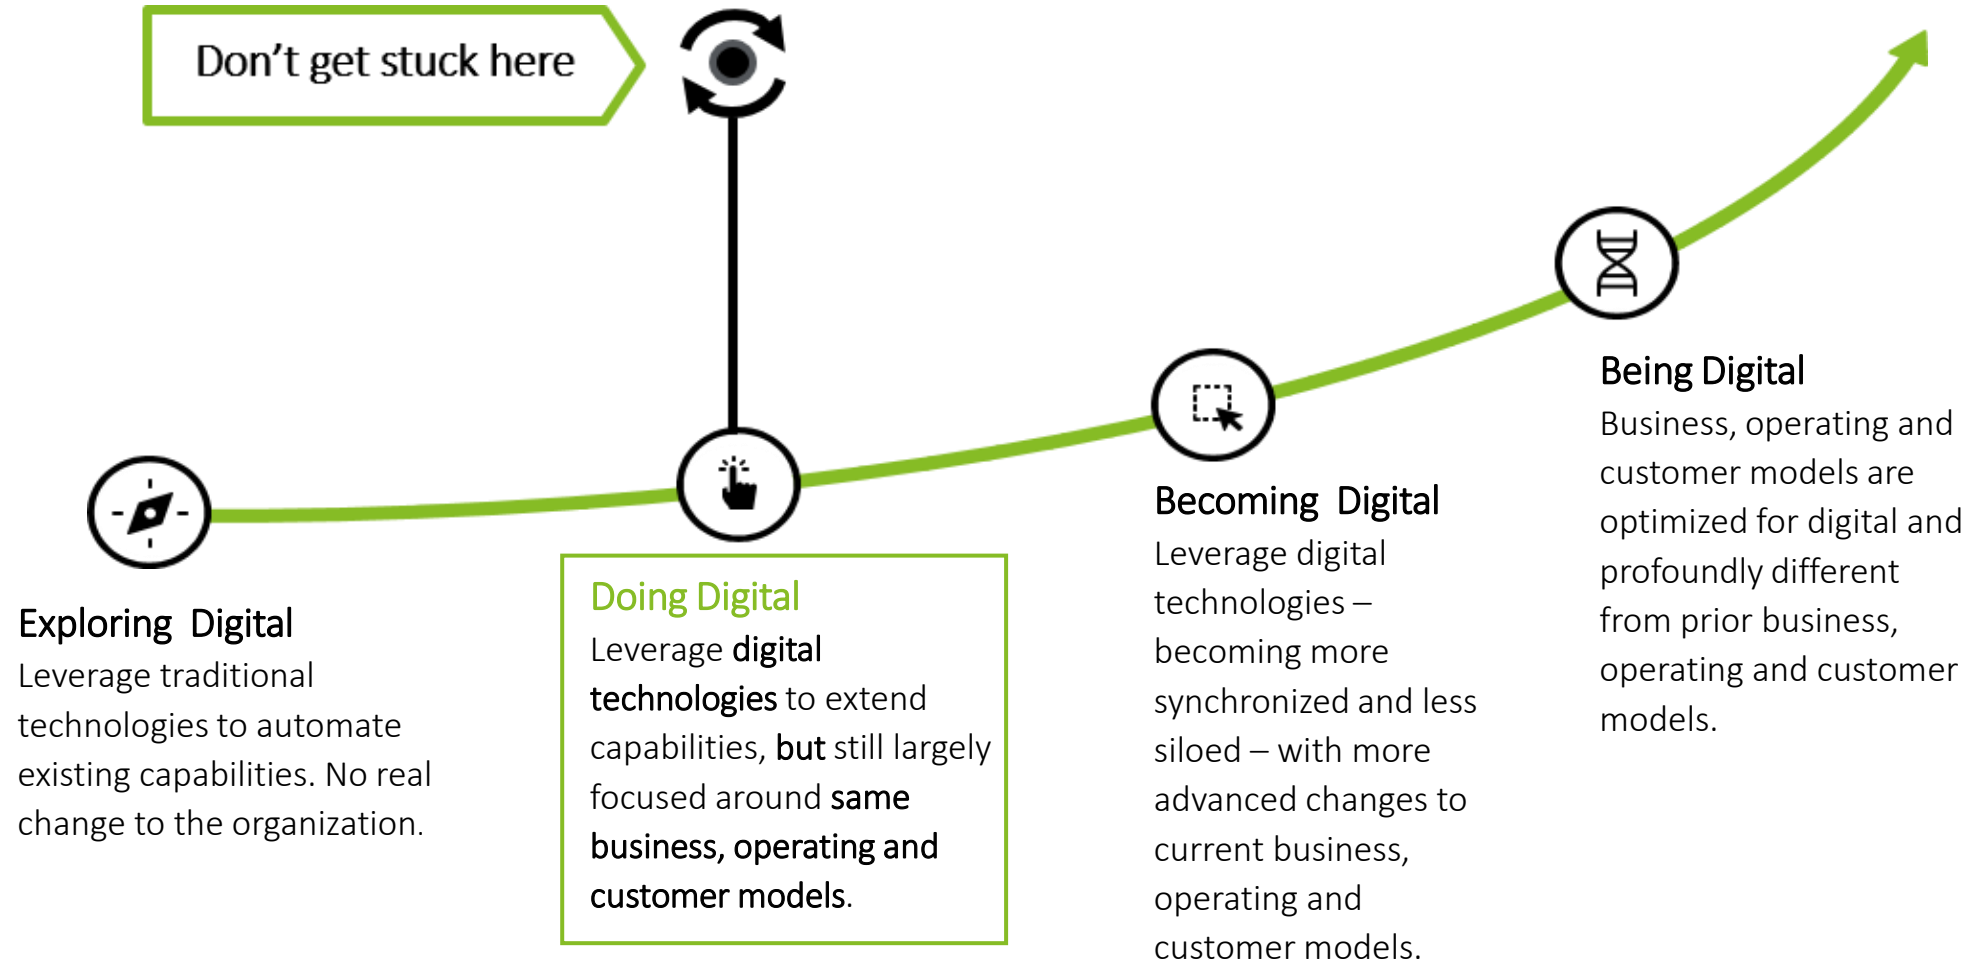 Don't get stuck here
Exploring Digital
Leverage traditional
technologies to automate
existing capabilities. No real
change to the organization.
Doing Digital
Leverage digital
technologies to extend
capabilities, but still largely
focused around same
business, operating and
customer models.
Becoming Digital
Leverage digital
technologies –
becoming more
synchronized and less
siloed – with more
advanced changes to
current business,
operating and
customer models.
Being Digital
Business, operating and
customer models are
optimized for digital and
profoundly different
from prior business,
operating and customer
models.